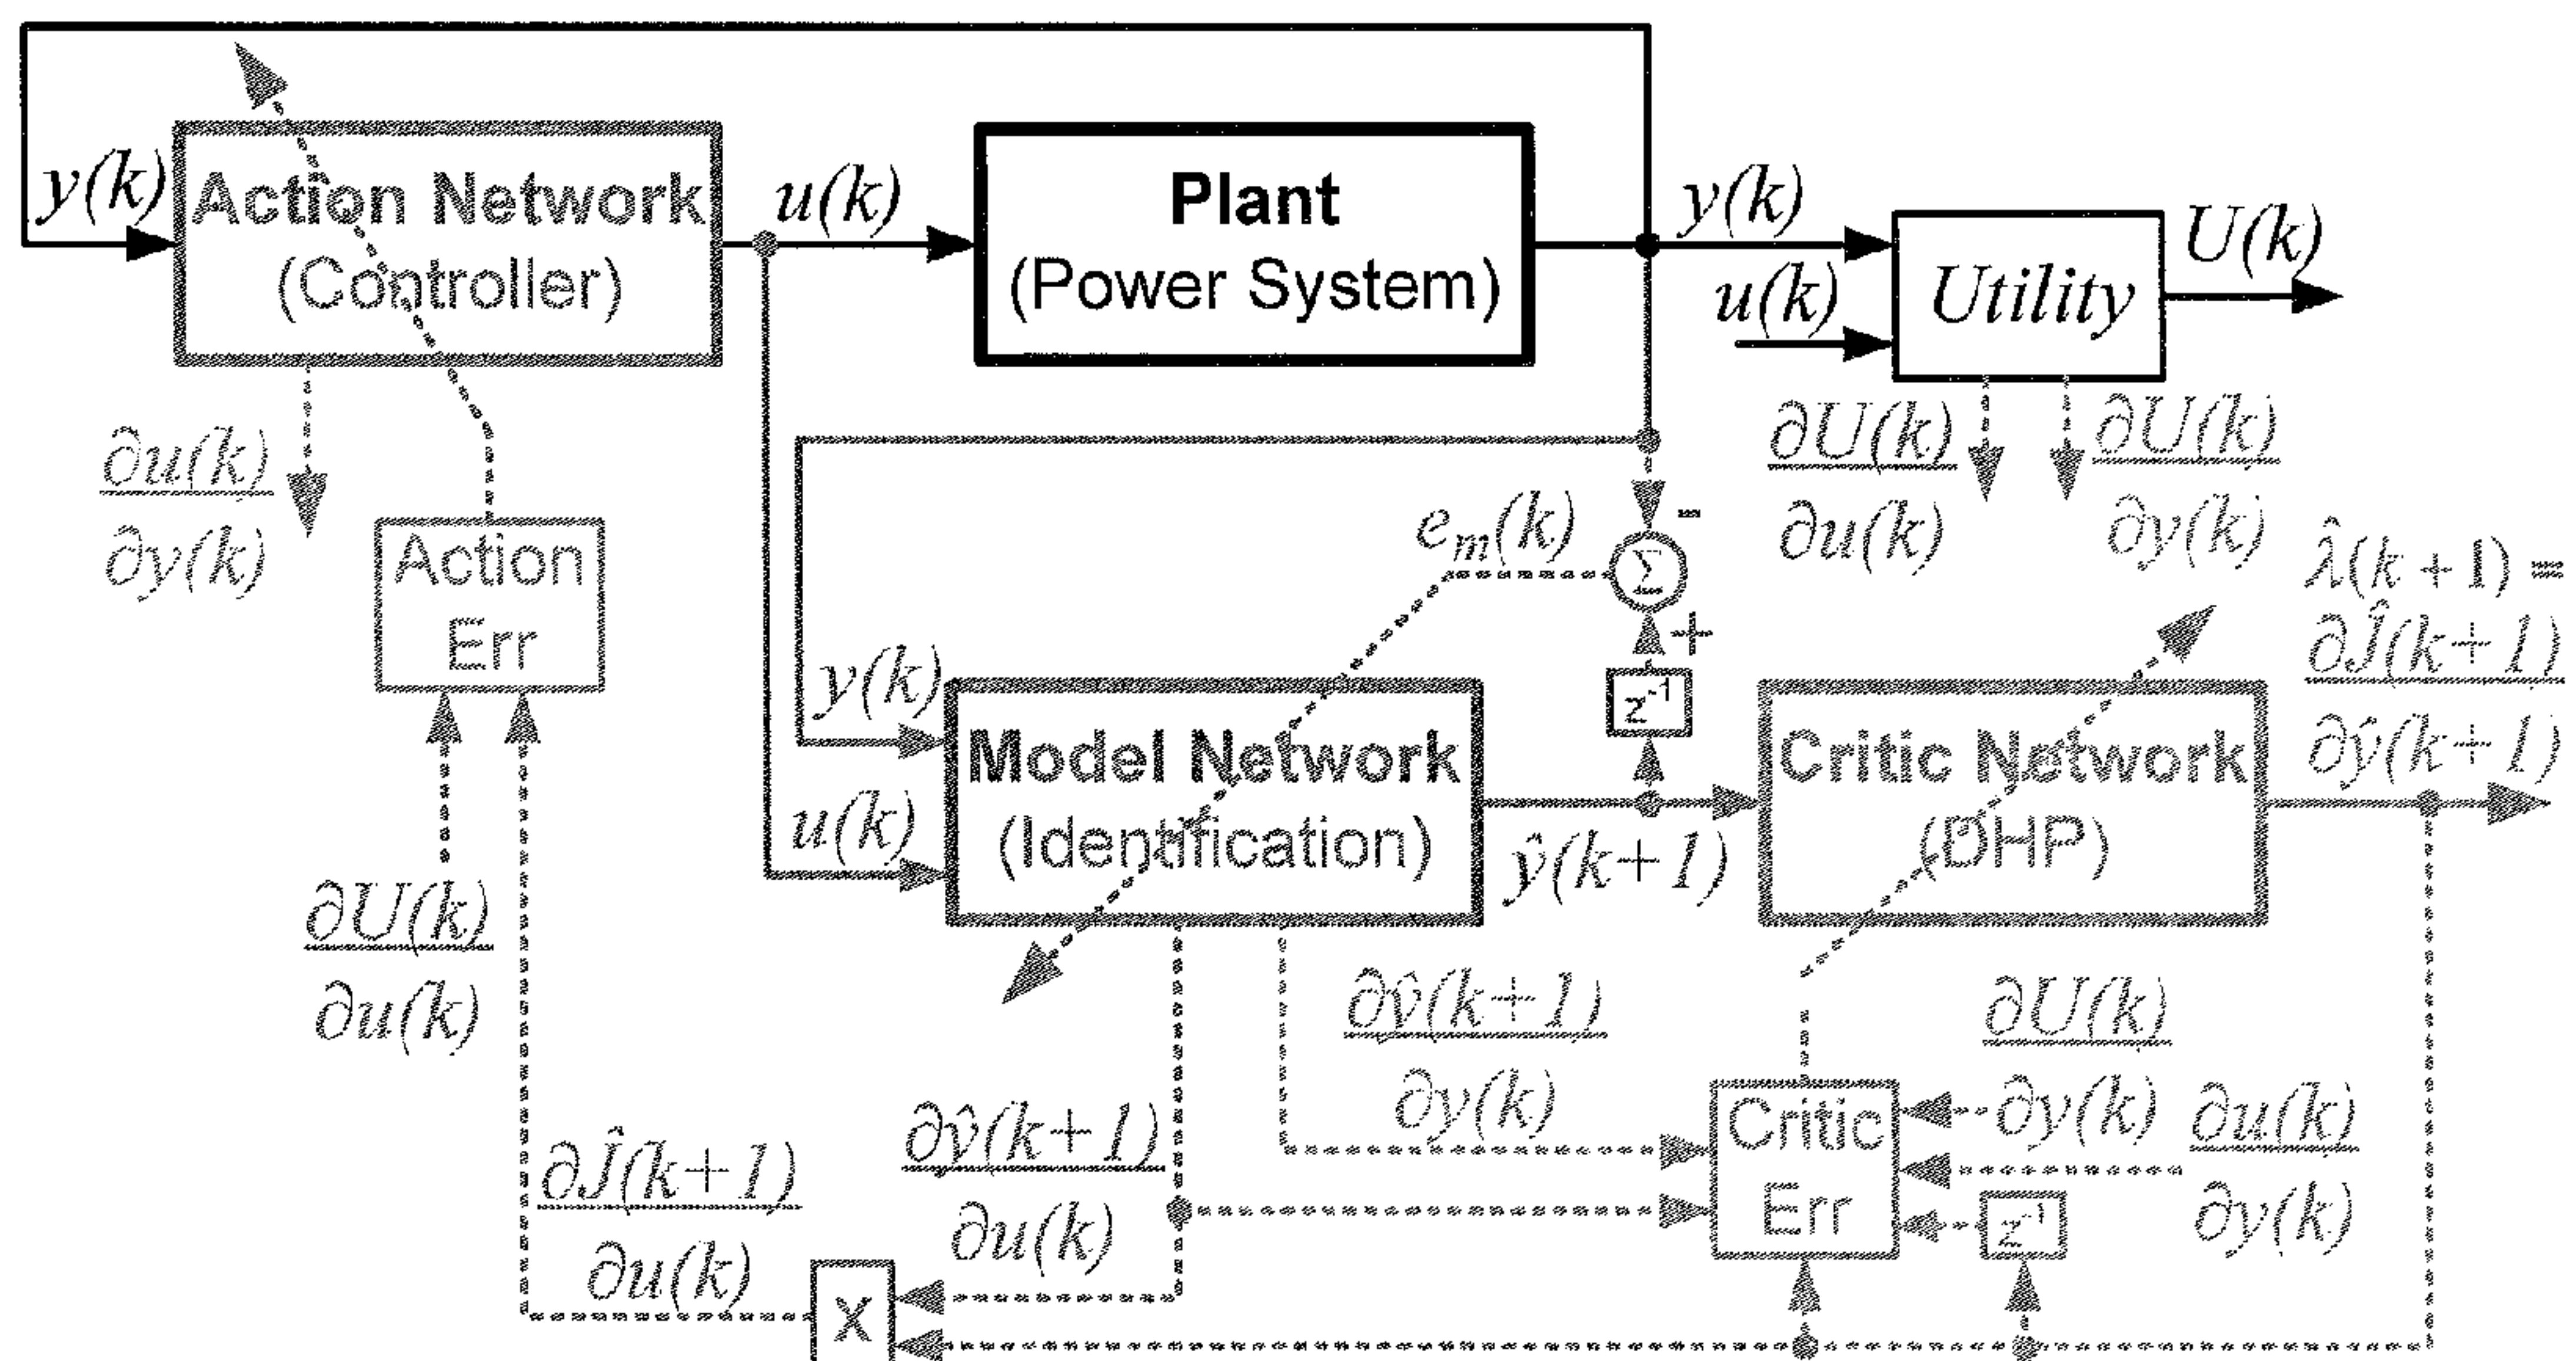 y(k)
Action Network
(Controller)
u(k)
Plant
(Power System)
y(k)
u(k)
Utility
U(k)
∂u(k)
∂y(k)
Action
Err
∂U(k)
∂u(k)
∂U(k)
∂y(k)
e_m(k)
-
Σ
+
z⁻¹
λ̂(k + 1) =
∂Ĵ(k+1)
∂ŷ(k+1)
y(k)
u(k)
Model Network
(Identification)
ŷ(k+1)
Critic Network
(DHP)
∂U(k)
∂u(k)
∂ŷ(k+1)
∂y(k)
∂U(k)
∂y(k)
∂u(k)
∂y(k)
Critic
Err
z⁻¹
∂ŷ(k+1)
∂u(k)
∂Ĵ(k+1)
∂u(k)
X